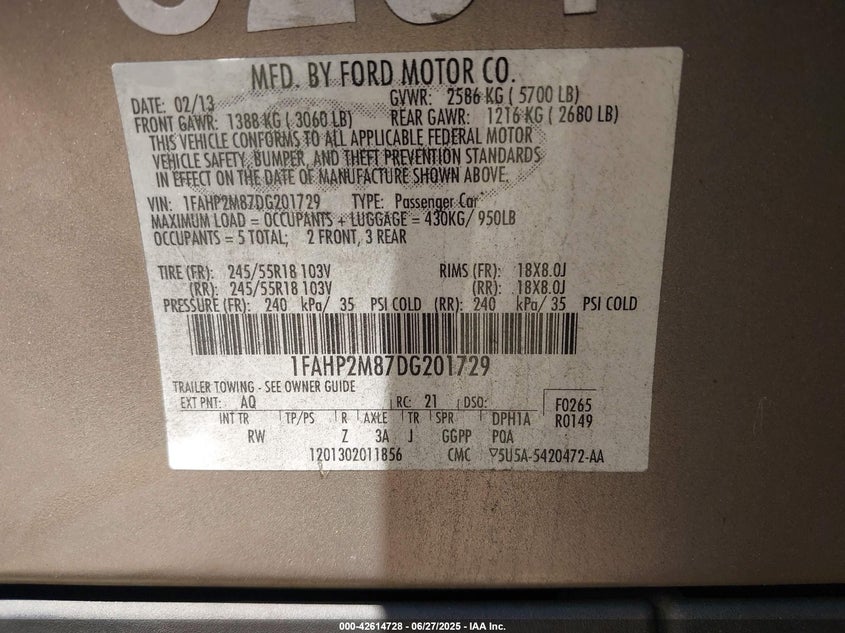 MFD. BY FORD MOTOR CO.
DATE: 02/13 GVWR: 2586 KG ( 5700 LB)
FRONT GAWR: 1388 KG ( 3060 LB) REAR GAWR: 1216 KG ( 2680 LB)
THIS VEHICLE CONFORMS TO ALL APPLICABLE FEDERAL MOTOR
VEHICLE SAFETY, BUMPER, AND THEFT PREVENTION STANDARDS
IN EFFECT ON THE DATE OF MANUFACTURE SHOWN ABOVE.
VIN: 1FAHP2M87DG201729 TYPE: Passenger Car
MAXIMUM LOAD = OCCUPANTS + LUGGAGE = 430KG/ 950LB
OCCUPANTS = 5 TOTAL; 2 FRONT, 3 REAR
TIRE (FR): 245/55R18 103V RIMS (FR): 18X8.0J
(RR): 245/55R18 103V (RR): 18X8.0J
PRESSURE (FR): 240 kPa/ 35 PSI COLD (RR): 240 kPa/ 35 PSI COLD
1FAHP2M87DG201729
TRAILER TOWING - SEE OWNER GUIDE
EXT PNT: AQ RC: 21 DSO: F0265
INT TR TP/PS R AXLE TR SPR DPH1A R0149
RW Z 3A J GGPP PQA
1201302011856 CMC ▽5U5A-5420472-AA
000-42614728 - 06/27/2025 - IAA Inc.